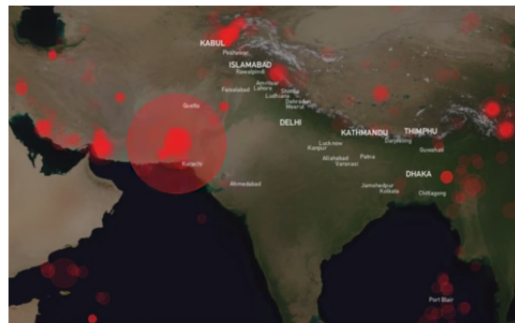 KABUL
Peshawar
ISLAMABAD
Rawalpindi
Amritsar
Lahore
Faisalabad
Shimla
Ludhiana
Quetta
Dehradun
Meerut
DELHI
KATHMANDU
THIMPHU
Darjeeling
Lucknow
Guwahati
Kanpur
Patna
Allahabad
Varanasi
Karachi
DHAKA
Ahmedabad
Jamshedpur
Kolkata
Chittagong
Port Blair